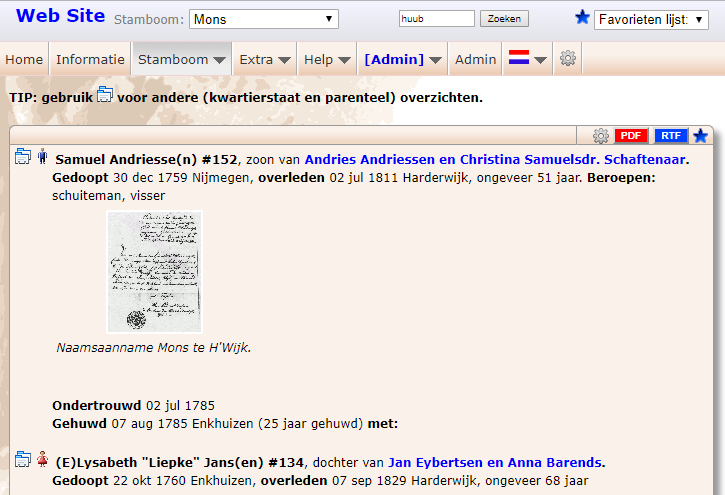 Web Site Stamboom: Mons huub Zoeken Favorieten lijst:
Home Informatie Stamboom Extra Help [Admin] Admin
TIP: gebruik voor andere (kwartierstaat en parenteel) overzichten.
PDF RTF
Samuel Andriesse(n) #152, zoon van Andries Andriessen en Christina Samuelsdr. Schaftenaar.
Gedoopt 30 dec 1759 Nijmegen, overleden 02 jul 1811 Harderwijk, ongeveer 51 jaar. Beroepen:
schuiteman, visser
Naamsaanname Mons te H'Wijk.
Ondertrouwd 02 jul 1785
Gehuwd 07 aug 1785 Enkhuizen (25 jaar gehuwd) met:
(E)Lysabeth "Liepke" Jans(en) #134, dochter van Jan Eybertsen en Anna Barends.
Gedoopt 22 okt 1760 Enkhuizen, overleden 07 sep 1829 Harderwijk, ongeveer 68 jaar